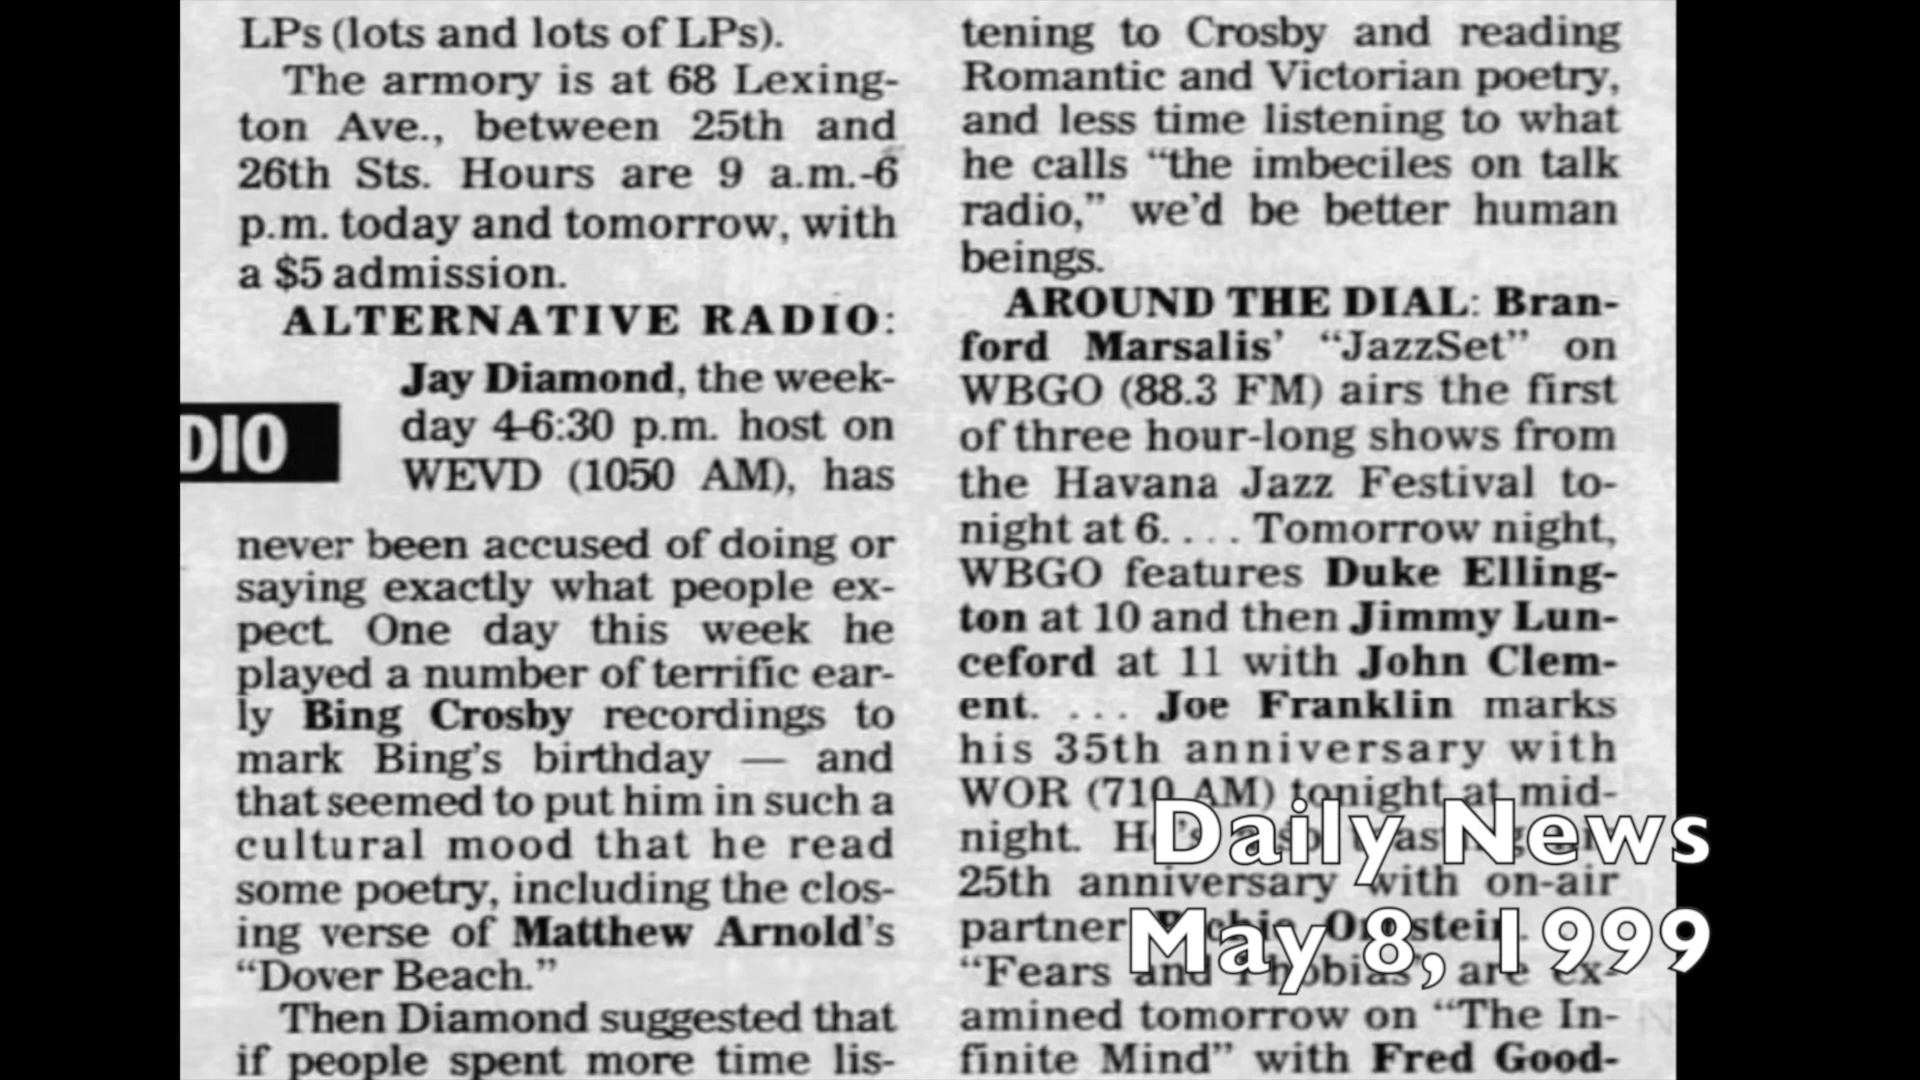 LPs (lots and lots of LPs).
The armory is at 68 Lexing-
ton Ave., between 25th and
26th Sts. Hours are 9 a.m.-6
p.m. today and tomorrow, with
a $5 admission.
ALTERNATIVE RADIO:
Jay Diamond, the week-
day 4-6:30 p.m. host on
WEVD (1050 AM), has
DIO
never been accused of doing or
saying exactly what people ex-
pect. One day this week he
played a number of terrific ear-
ly Bing Crosby recordings to
mark Bing's birthday — and
that seemed to put him in such a
cultural mood that he read
some poetry, including the clos-
ing verse of Matthew Arnold's
"Dover Beach."
Then Diamond suggested that
if people spent more time lis-
tening to Crosby and reading
Romantic and Victorian poetry,
and less time listening to what
he calls "the imbeciles on talk
radio," we'd be better human
beings.
AROUND THE DIAL: Bran-
ford Marsalis' "JazzSet" on
WBGO (88.3 FM) airs the first
of three hour-long shows from
the Havana Jazz Festival to-
night at 6. . . . Tomorrow night,
WBGO features Duke Elling-
ton at 10 and then Jimmy Lun-
ceford at 11 with John Clem-
ent. . . . Joe Franklin marks
his 35th anniversary with
WOR (710 AM) tonight at mid-
night.
25th anniversary with on-air
partner
"Fears and Phobias" are ex-
amined tomorrow on "The In-
finite Mind" with Fred Good-
Daily News
May 8, 1999